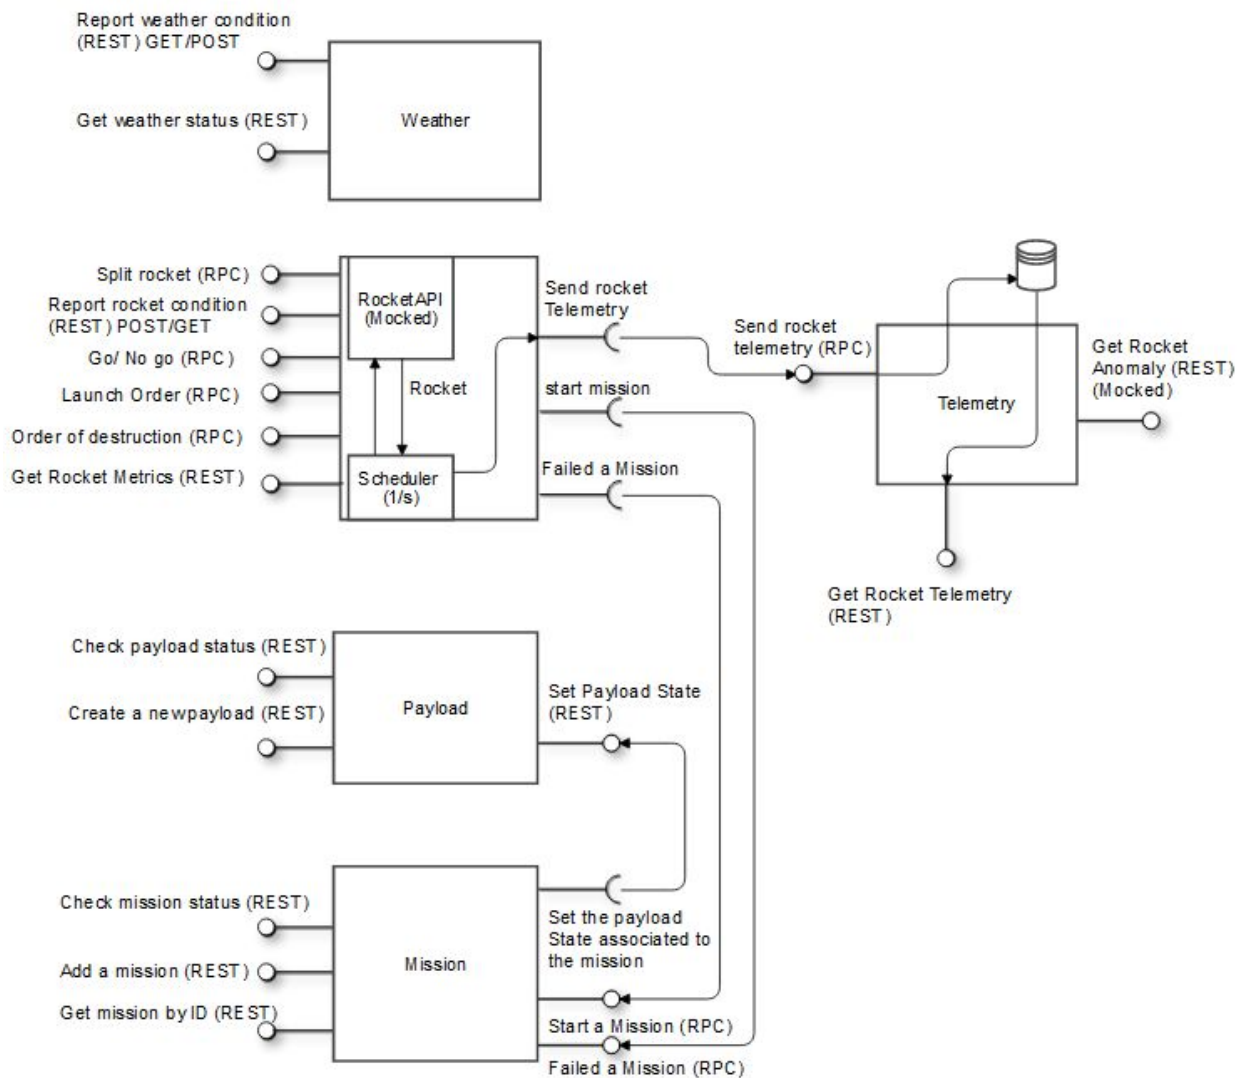 Report weather condition
(REST) GET/POST
Get weather status (REST)
Weather
Split rocket (RPC)
Report rocket condition
(REST) POST/GET
Go/ No go (RPC)
Launch Order (RPC)
Order of destruction (RPC)
Get Rocket Metrics (REST)
RocketAPI
(Mocked)
Rocket
Scheduler
(1/s)
Send rocket
Telemetry
start mission
Failed a Mission
Send rocket
telemetry (RPC)
Telemetry
Get Rocket
Anomaly (REST)
(Mocked)
Get Rocket Telemetry
(REST)
Check payload status (REST)
Create a newpayload (REST)
Payload
Set Payload State
(REST)
Check mission status (REST)
Add a mission (REST)
Get mission by ID (REST)
Mission
Set the payload
State associated to
the mission
Start a Mission (RPC)
Failed a Mission (RPC)